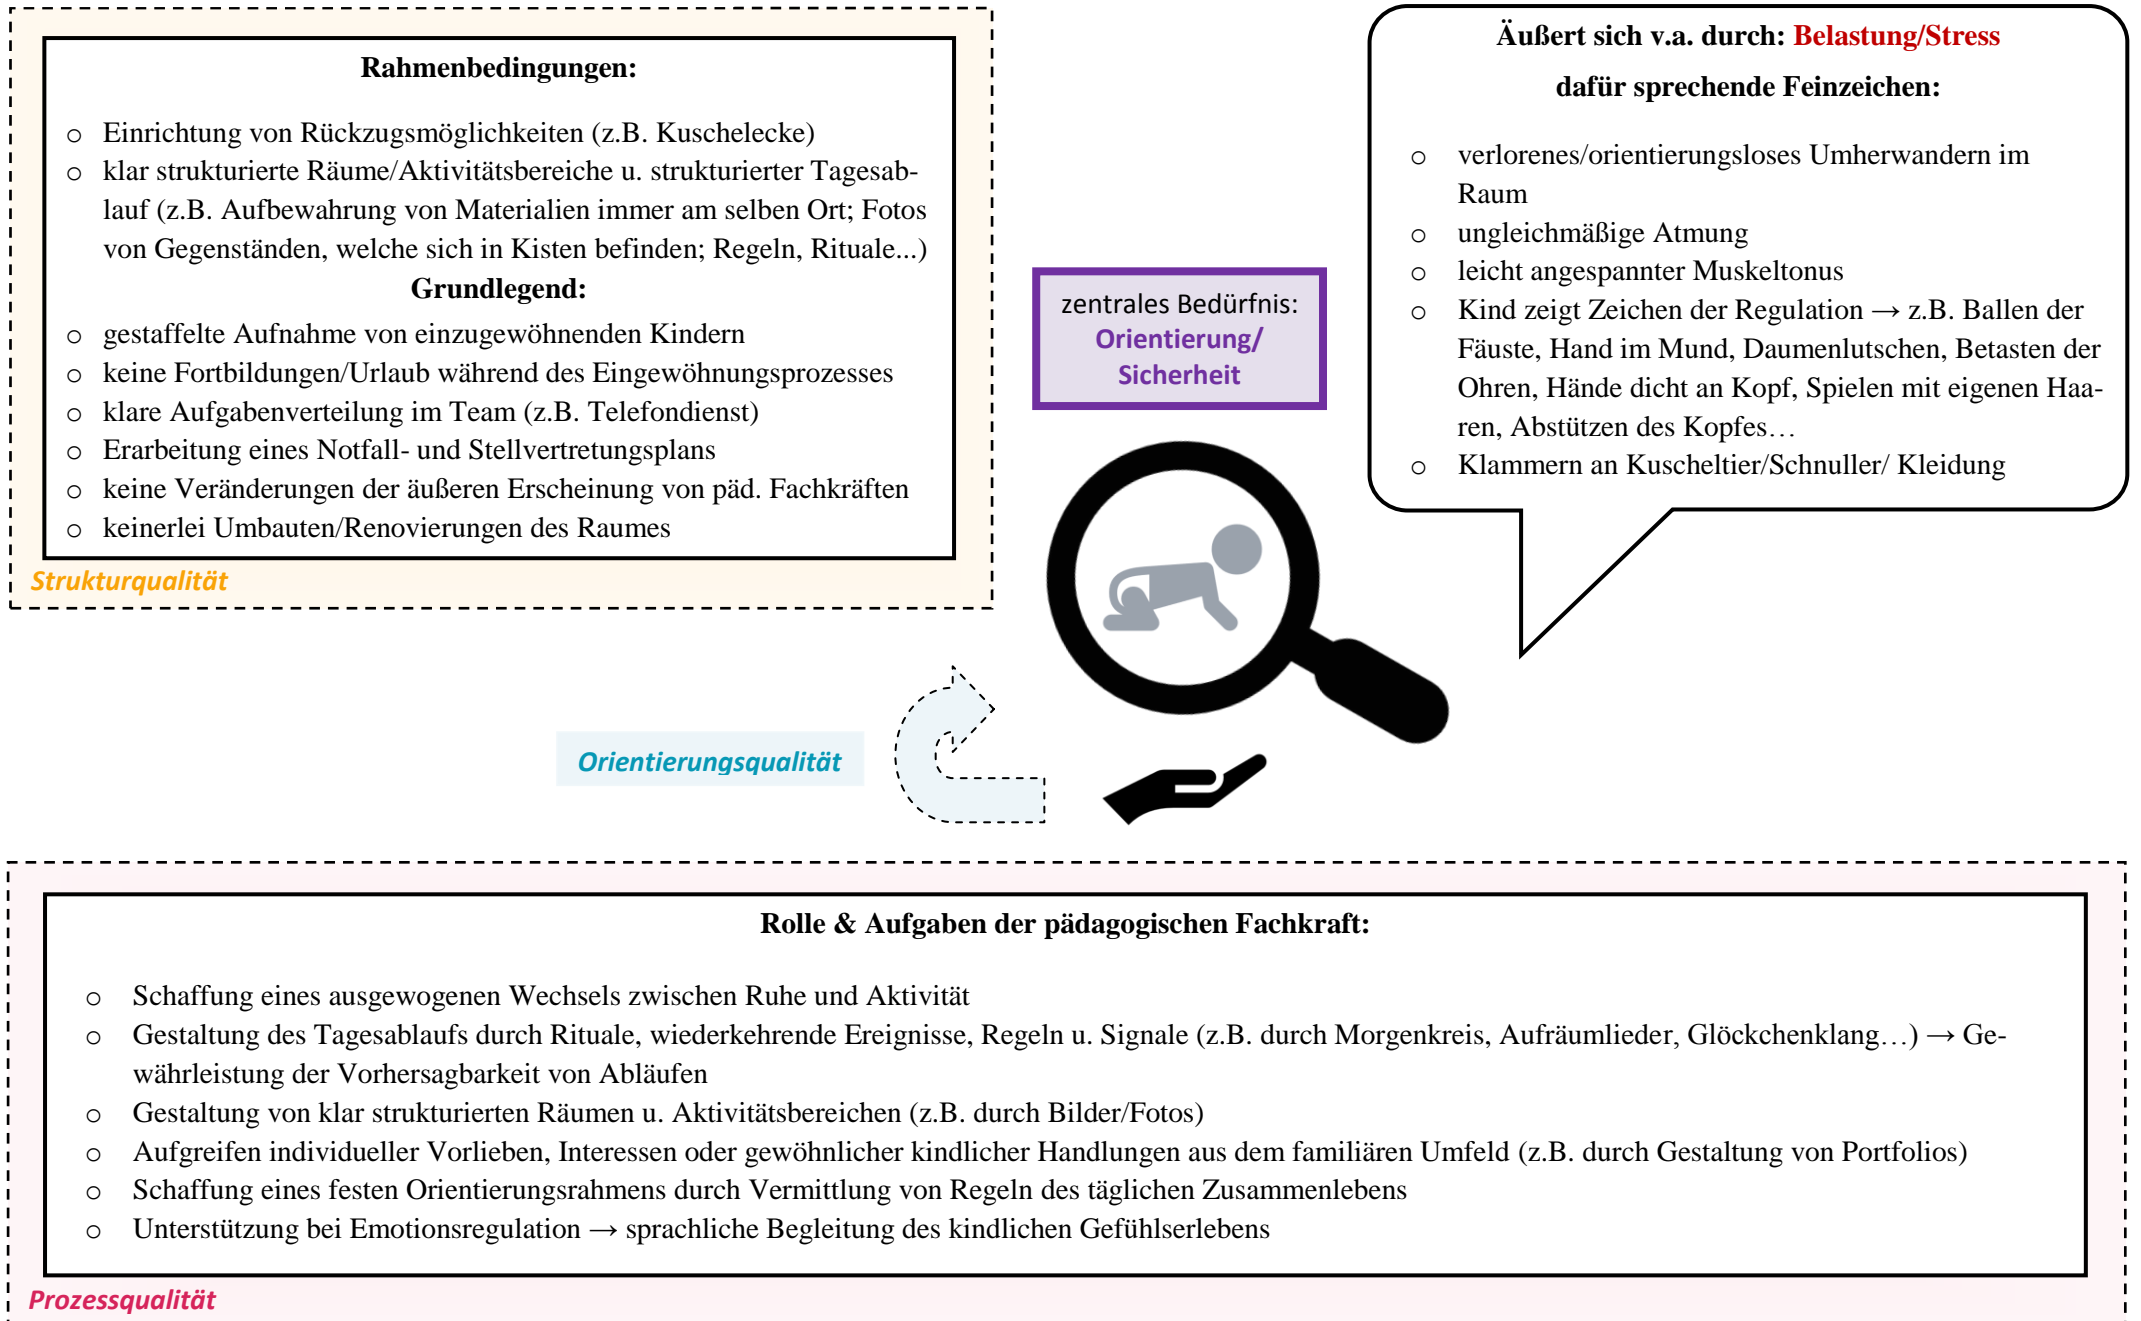 Rahmenbedingungen:
o Einrichtung von Rückzugsmöglichkeiten (z.B. Kuschelecke)
o klar strukturierte Räume/Aktivitätsbereiche u. strukturierter Tagesab-
lauf (z.B. Aufbewahrung von Materialien immer am selben Ort; Fotos
von Gegenständen, welche sich in Kisten befinden; Regeln, Rituale...)
Grundlegend:
o gestaffelte Aufnahme von einzugewöhnenden Kindern
o keine Fortbildungen/Urlaub während des Eingewöhnungsprozesses
o klare Aufgabenverteilung im Team (z.B. Telefondienst)
o Erarbeitung eines Notfall- und Stellvertretungsplans
o keine Veränderungen der äußeren Erscheinung von päd. Fachkräften
o keinerlei Umbauten/Renovierungen des Raumes
Strukturqualität
zentrales Bedürfnis:
Orientierung/
Sicherheit
Äußert sich v.a. durch: Belastung/Stress
dafür sprechende Feinzeichen:
o verlorenes/orientierungsloses Umherwandern im
Raum
o ungleichmäßige Atmung
o leicht angespannter Muskeltonus
o Kind zeigt Zeichen der Regulation → z.B. Ballen der
Fäuste, Hand im Mund, Daumenlutschen, Betasten der
Ohren, Hände dicht an Kopf, Spielen mit eigenen Haa-
ren, Abstützen des Kopfes…
o Klammern an Kuscheltier/Schnuller/ Kleidung
Orientierungsqualität
Rolle & Aufgaben der pädagogischen Fachkraft:
o Schaffung eines ausgewogenen Wechsels zwischen Ruhe und Aktivität
o Gestaltung des Tagesablaufs durch Rituale, wiederkehrende Ereignisse, Regeln u. Signale (z.B. durch Morgenkreis, Aufräumlieder, Glöckchenklang…) → Ge-
währleistung der Vorhersagbarkeit von Abläufen
o Gestaltung von klar strukturierten Räumen u. Aktivitätsbereichen (z.B. durch Bilder/Fotos)
o Aufgreifen individueller Vorlieben, Interessen oder gewöhnlicher kindlicher Handlungen aus dem familiären Umfeld (z.B. durch Gestaltung von Portfolios)
o Schaffung eines festen Orientierungsrahmens durch Vermittlung von Regeln des täglichen Zusammenlebens
o Unterstützung bei Emotionsregulation → sprachliche Begleitung des kindlichen Gefühlserlebens
Prozessqualität